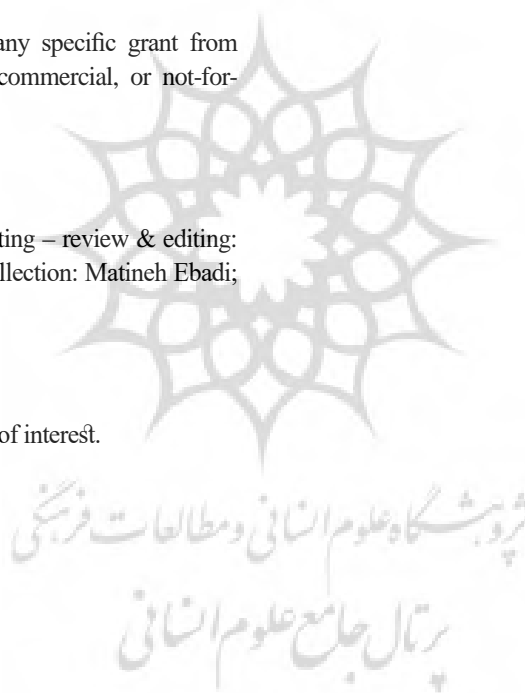 any specific grant from
commercial, or not-for-
ting – review & editing:
ollection: Matineh Ebadi;
of interest.
پژوهشگاه علوم انسانی و مطالعات فرهنگی
پرتال جامع علوم انسانی